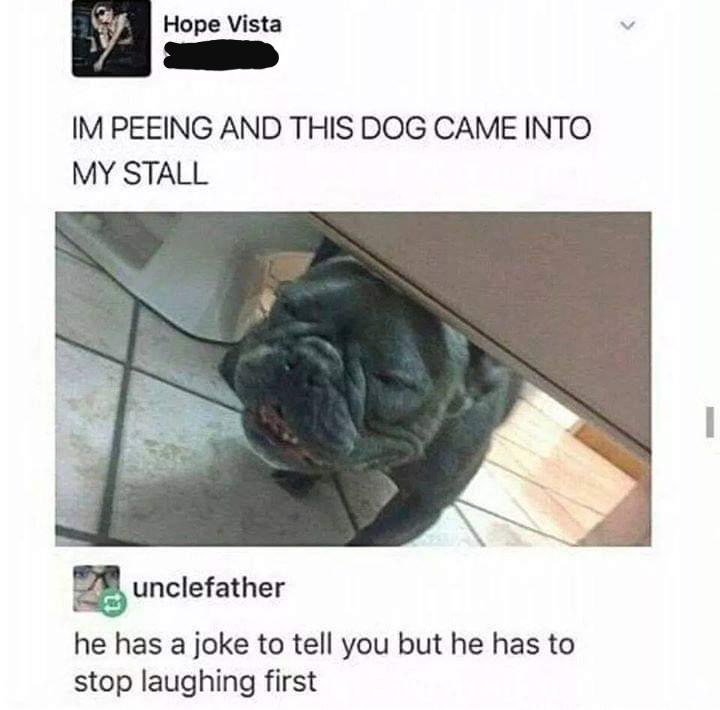 Hope Vista
IM PEEING AND THIS DOG CAME INTO
MY STALL
unclefather
he has a joke to tell you but he has to
stop laughing first